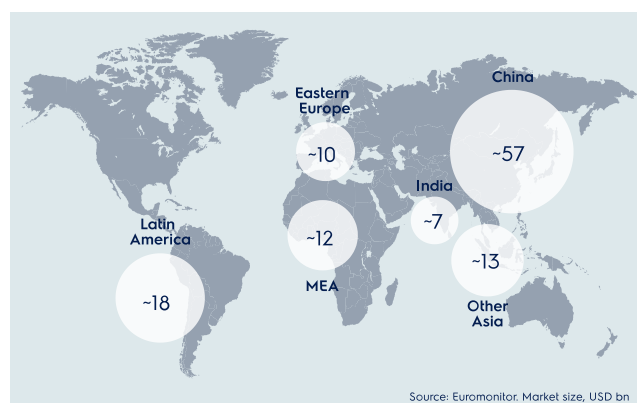 China
~57
Eastern
Europe
~10
India
~7
Latin
America
~18
~12
MEA
~13
Other
Asia
Source: Euromonitor. Market size, USD bn